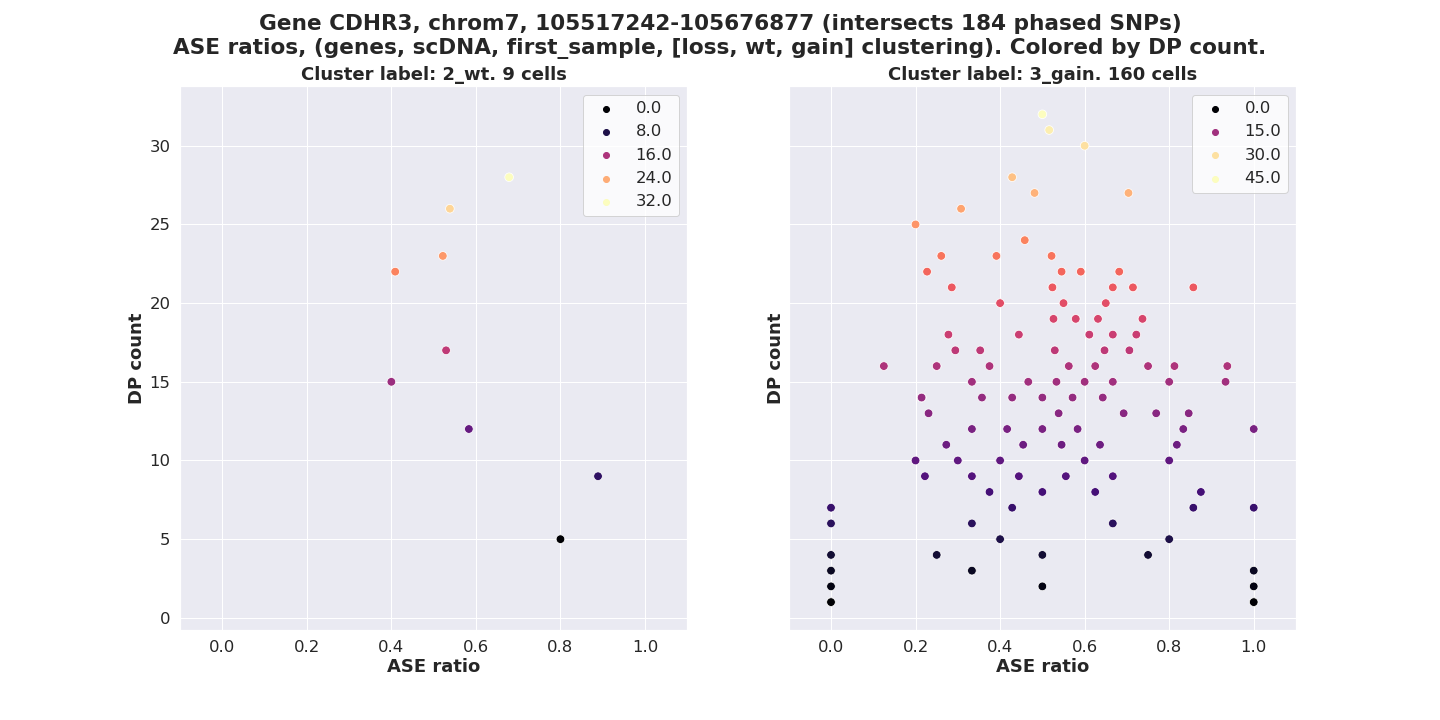 Gene CDHR3, chrom7, 105517242-105676877 (intersects 184 phased SNPs)
ASE ratios, (genes, scDNA, first_sample, [loss, wt, gain] clustering). Colored by DP count.
Cluster label: 2_wt. 9 cells
0.0
8.0
16.0
24.0
32.0
30
25
20
15
10
5
0
DP count
0.0 0.2 0.4 0.6 0.8 1.0
ASE ratio
Cluster label: 3_gain. 160 cells
0.0
15.0
30.0
45.0
DP count
0.0 0.2 0.4 0.6 0.8 1.0
ASE ratio